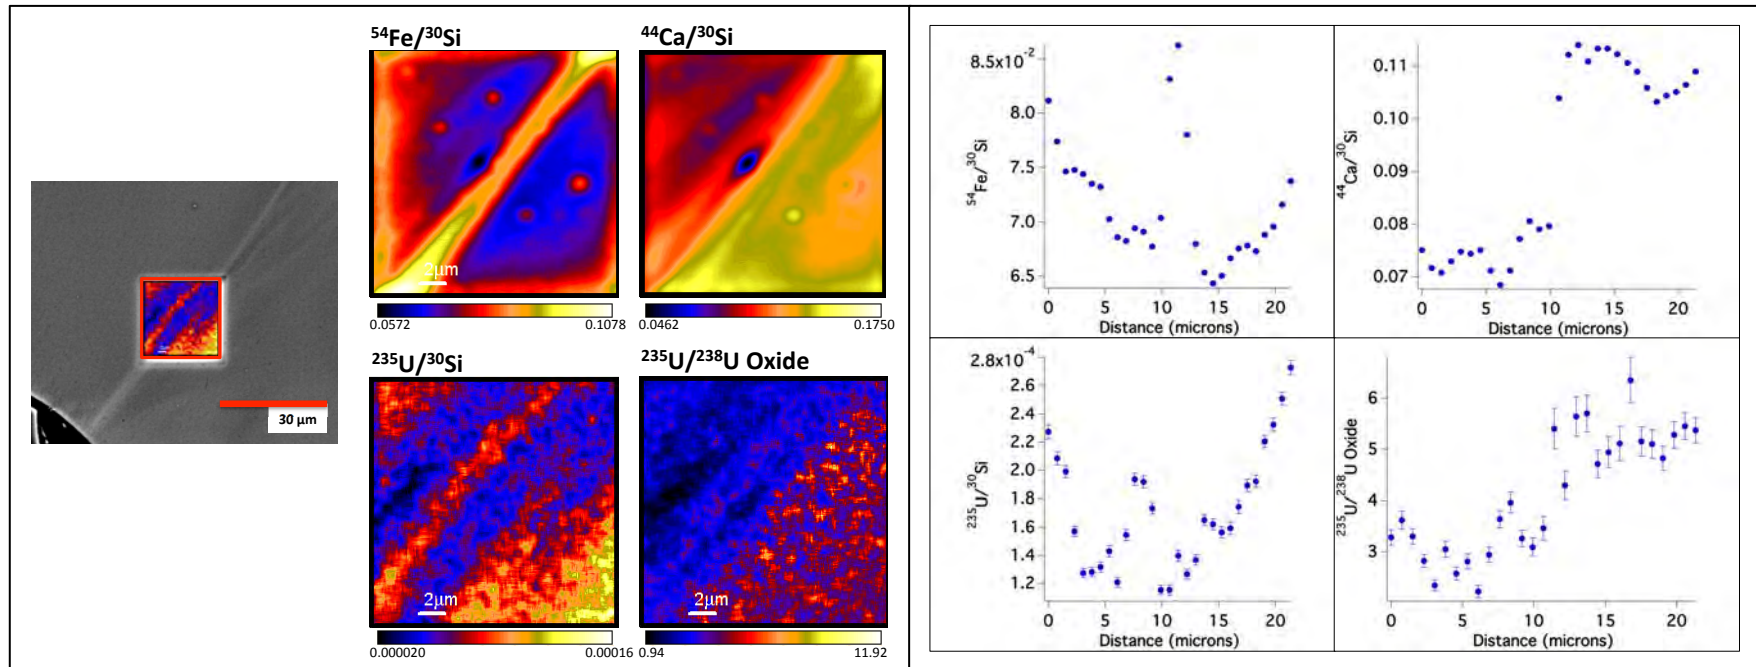 30 µm
⁵⁴Fe/³⁰Si
⁴⁴Ca/³⁰Si
2µm
0.0572 0.1078
0.0462 0.1750
²³⁵U/³⁰Si
²³⁵U/²³⁸U Oxide
2µm
2µm
0.000020 0.00016
0.94 11.92
⁵⁴Fe/³⁰Si
8.5x10⁻²
8.0
7.5
7.0
6.5
0 5 10 15 20
Distance (microns)
⁴⁴Ca/³⁰Si
0.11
0.10
0.09
0.08
0.07
0 5 10 15 20
Distance (microns)
²³⁵U/³⁰Si
2.8x10⁻⁴
2.6
2.4
2.2
2.0
1.8
1.6
1.4
1.2
0 5 10 15 20
Distance (microns)
²³⁵U/²³⁸U Oxide
6
5
4
3
0 5 10 15 20
Distance (microns)